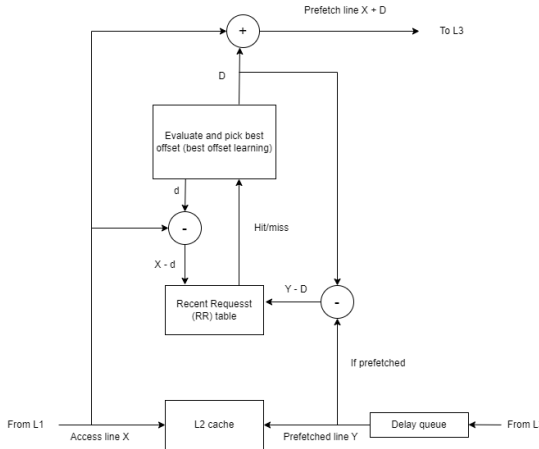 Prefetch line X + D
+
To L3
D
Evaluate and pick best
offset (best offset learning)
d
-
Hit/miss
X - d
Y - D
-
Recent Requesst
(RR) table
If prefetched
From L1
L2 cache
Delay queue
From L
Access line X
Prefetched line Y